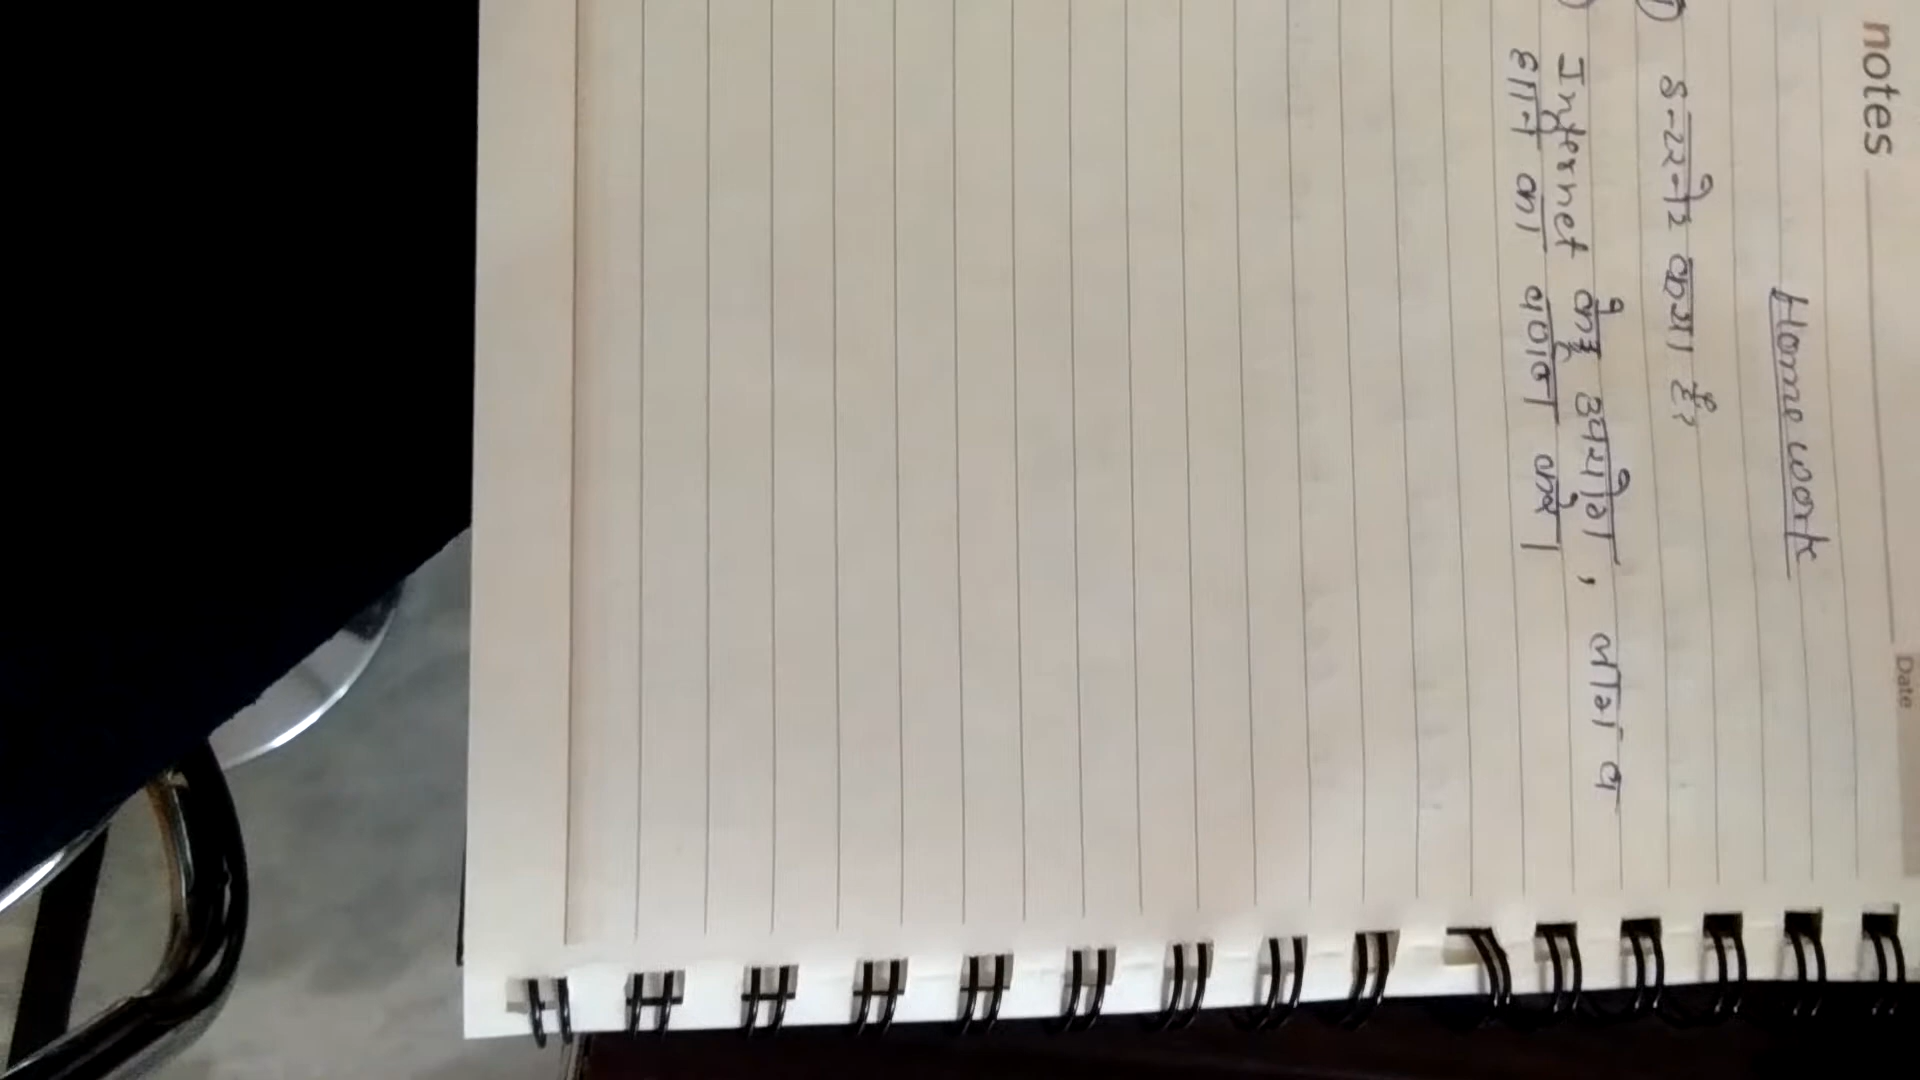 notes
Date
Home work
1) इन्टरनेट क्या है?
) Internet के उपयोग, लाभ व
हानि का वर्णन करें।